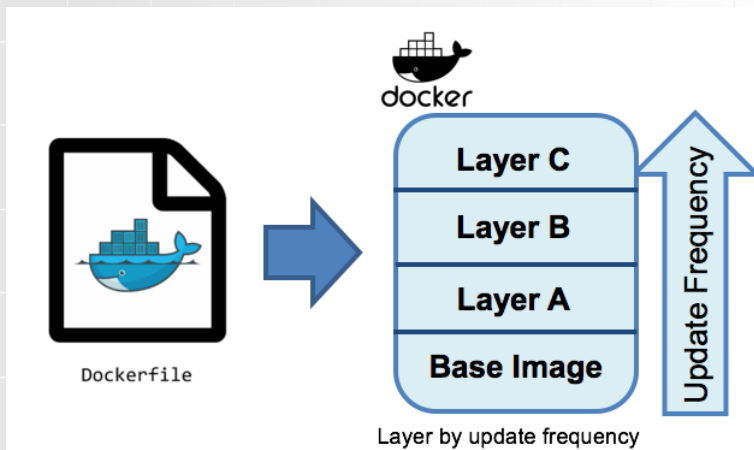 docker
Layer C
Layer B
Layer A
Base Image
Update Frequency
Dockerfile
Layer by update frequency